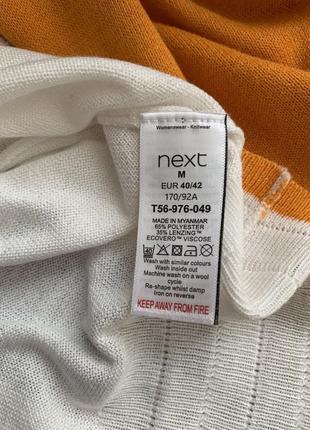 Womenswear - Knitwear
next
M
EUR 40/42
170/92A
T56-976-049
MADE IN MYANMAR
65% POLYESTER
35% LENZING™
ECOVERO™ VISCOSE
40
Wash with similar colours
Wash inside out
Machine wash on a wool
cycle
Re-shape whilst damp
Iron on reverse
KEEP AWAY FROM FIRE